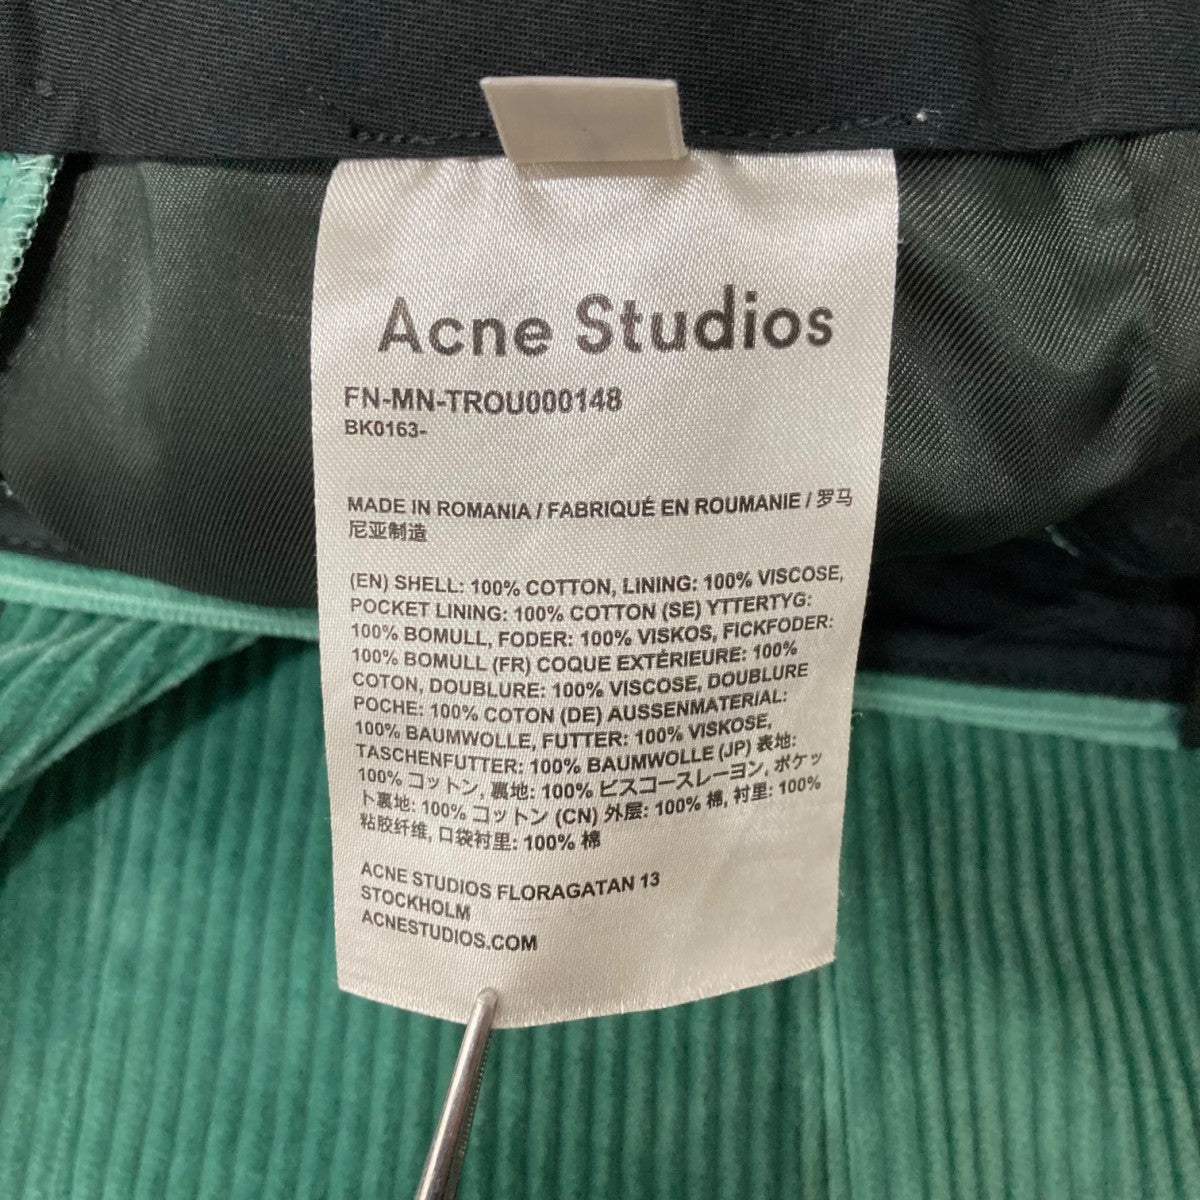 Acne Studios
FN-MN-TROU000148
BK0163-
MADE IN ROMANIA / FABRIQUÉ EN ROUMANIE / 罗马
尼亚制造
(EN) SHELL: 100% COTTON, LINING: 100% VISCOSE,
POCKET LINING: 100% COTTON (SE) YTTERTYG:
100% BOMULL, FODER: 100% VISKOS, FICKFODER:
100% BOMULL (FR) COQUE EXTÉRIEURE: 100%
COTON, DOUBLURE: 100% VISCOSE, DOUBLURE
POCHE: 100% COTON (DE) AUSSENMATERIAL:
100% BAUMWOLLE, FUTTER: 100% VISKOSE,
TASCHENFUTTER: 100% BAUMWOLLE (JP) 表地:
100% コットン, 裏地: 100% ビスコースレーヨン, ポケッ
ト裏地: 100% コットン (CN) 外层: 100% 棉, 衬里: 100%
粘胶纤维, 口袋衬里: 100% 棉
ACNE STUDIOS FLORAGATAN 13
STOCKHOLM
ACNESTUDIOS.COM